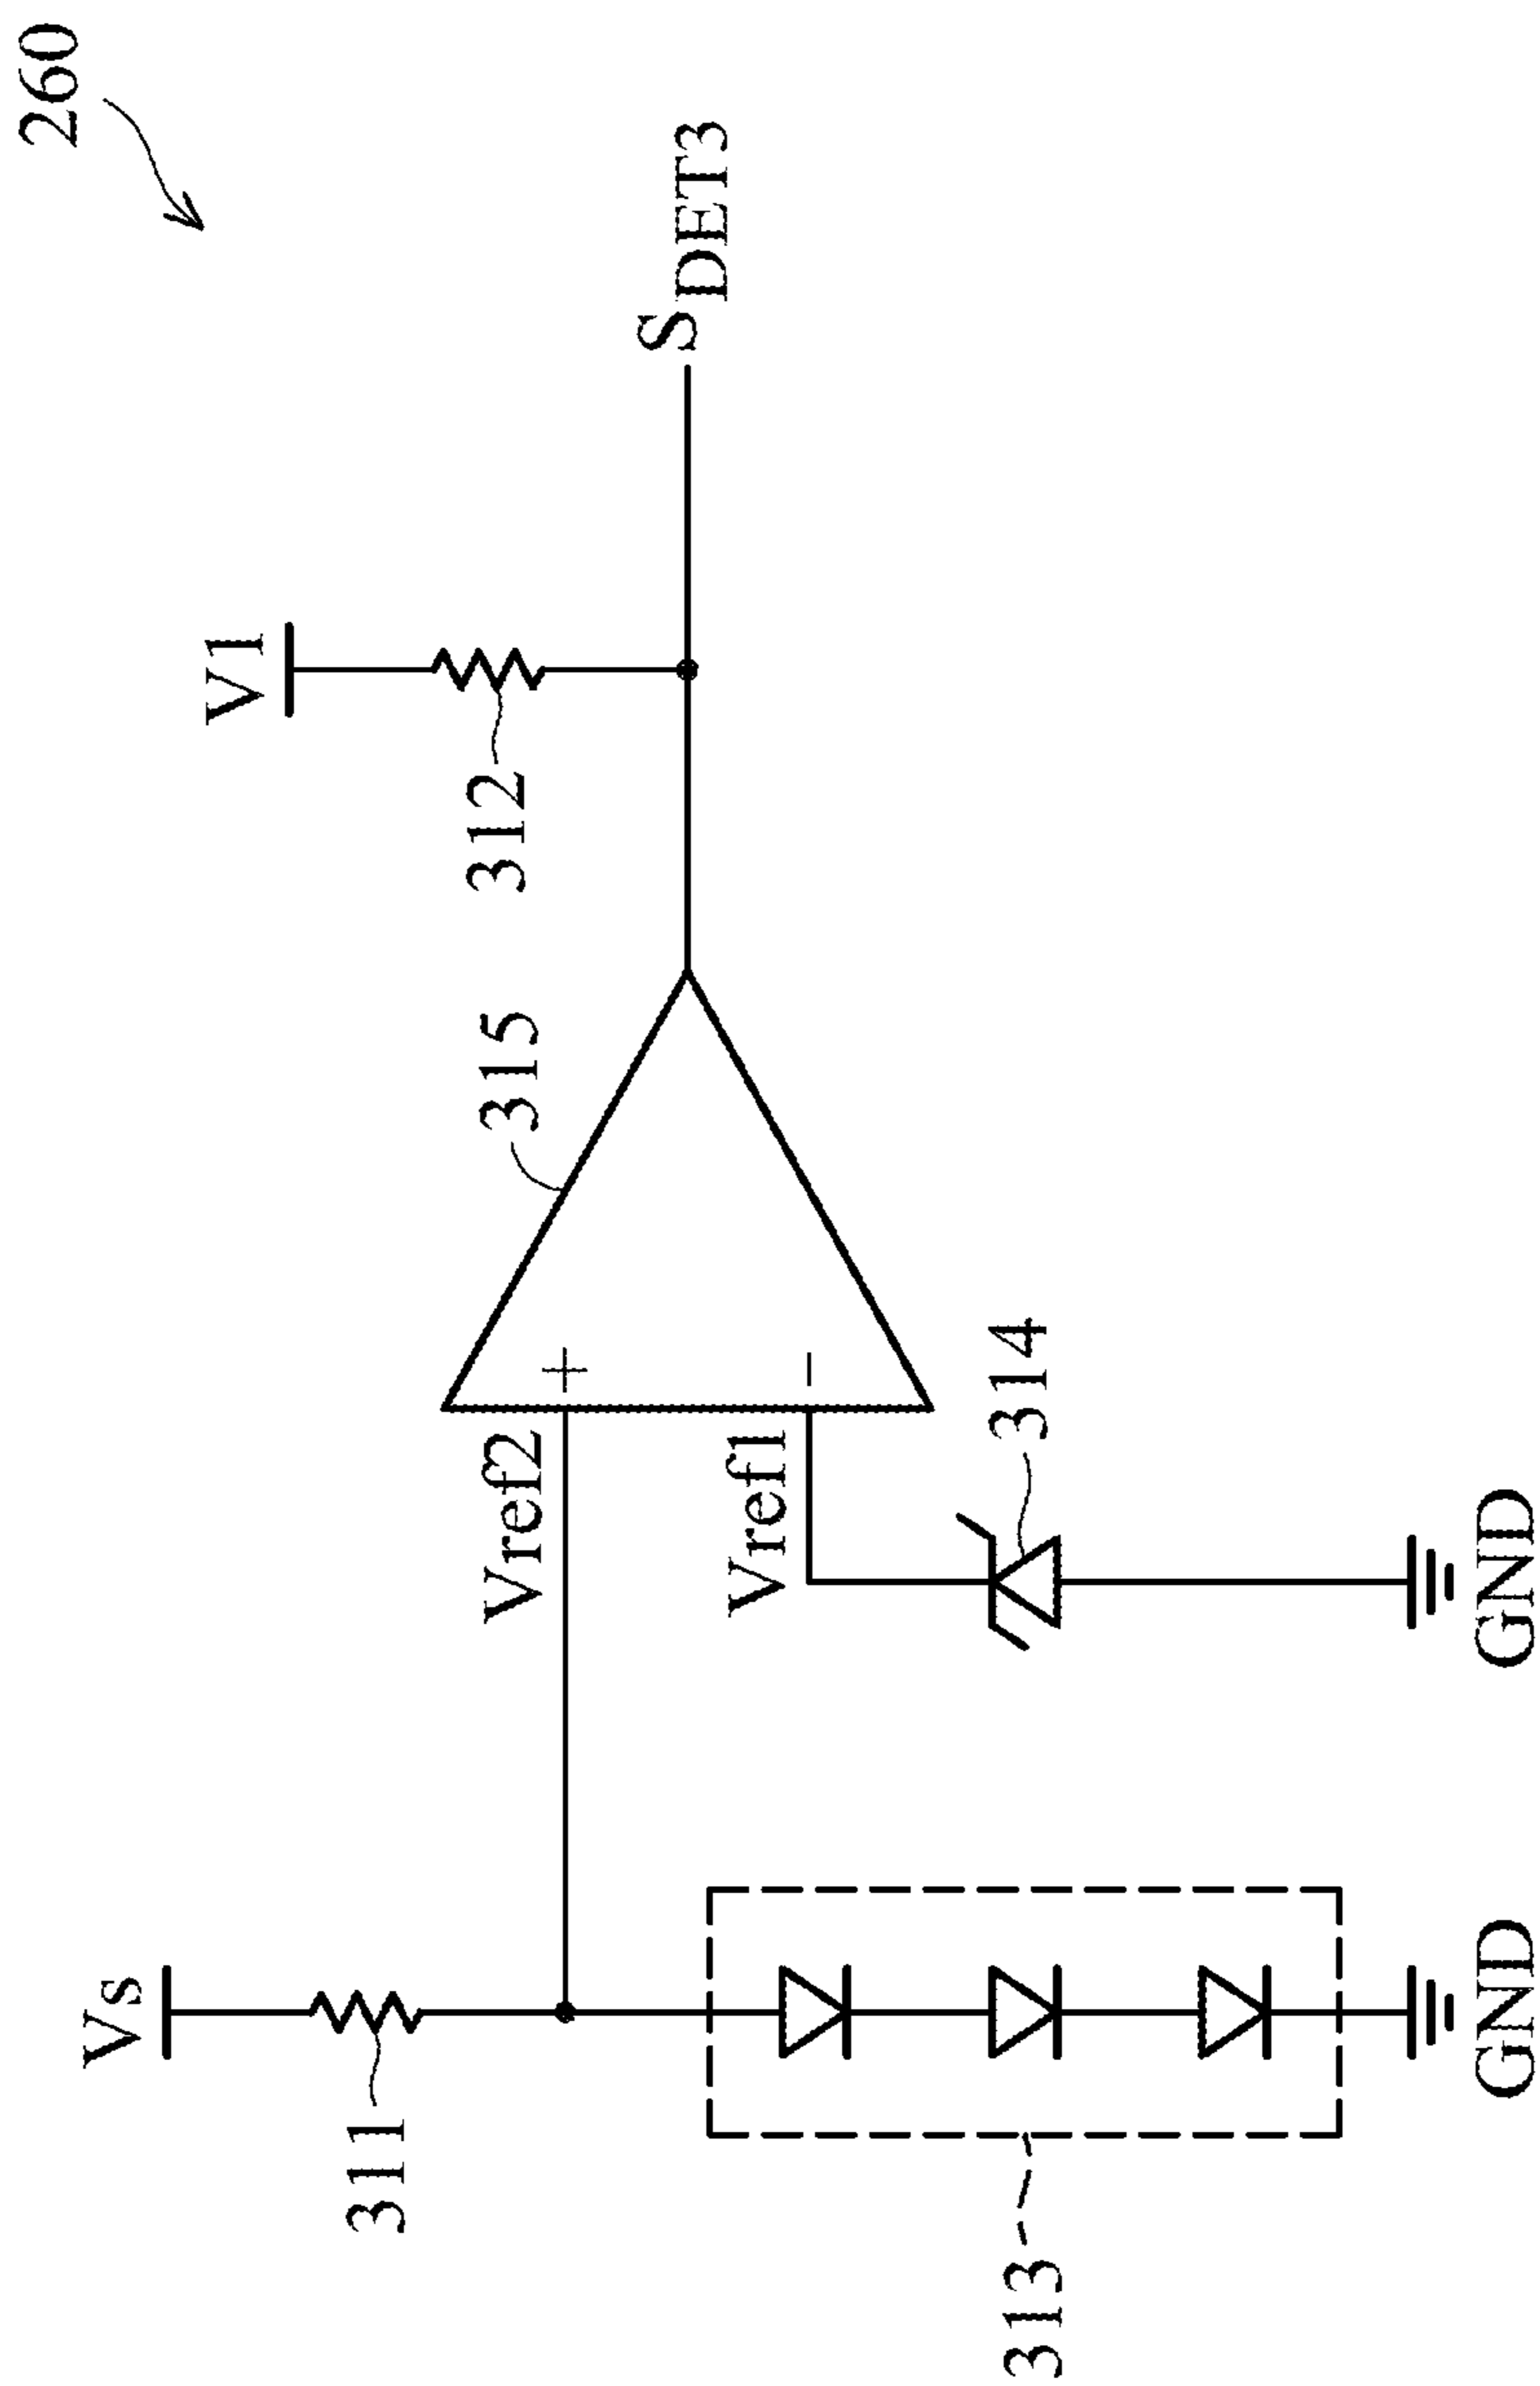 260
Vs
V1
311
312
315
SDET3
Vref2
+
Vref1
−
314
313
GND
GND